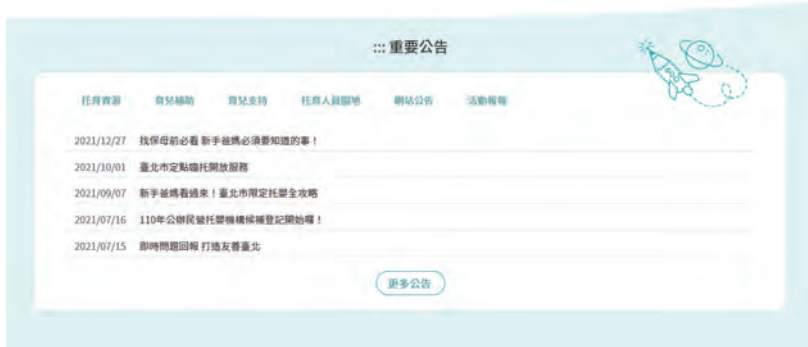 ::: 重要公告
托育資源 育兒補助 育兒支持 托育人員園地 網站公告 活動報報
2021/12/27 找保母前必看 新手爸媽必須要知道的事！
2021/10/01 臺北市定點臨托開放服務
2021/09/07 新手爸媽看過來！臺北市限定托嬰全攻略
2021/07/16 110年公辦民營托嬰機構候補登記開始囉！
2021/07/15 即時問題回報 打造友善臺北
更多公告